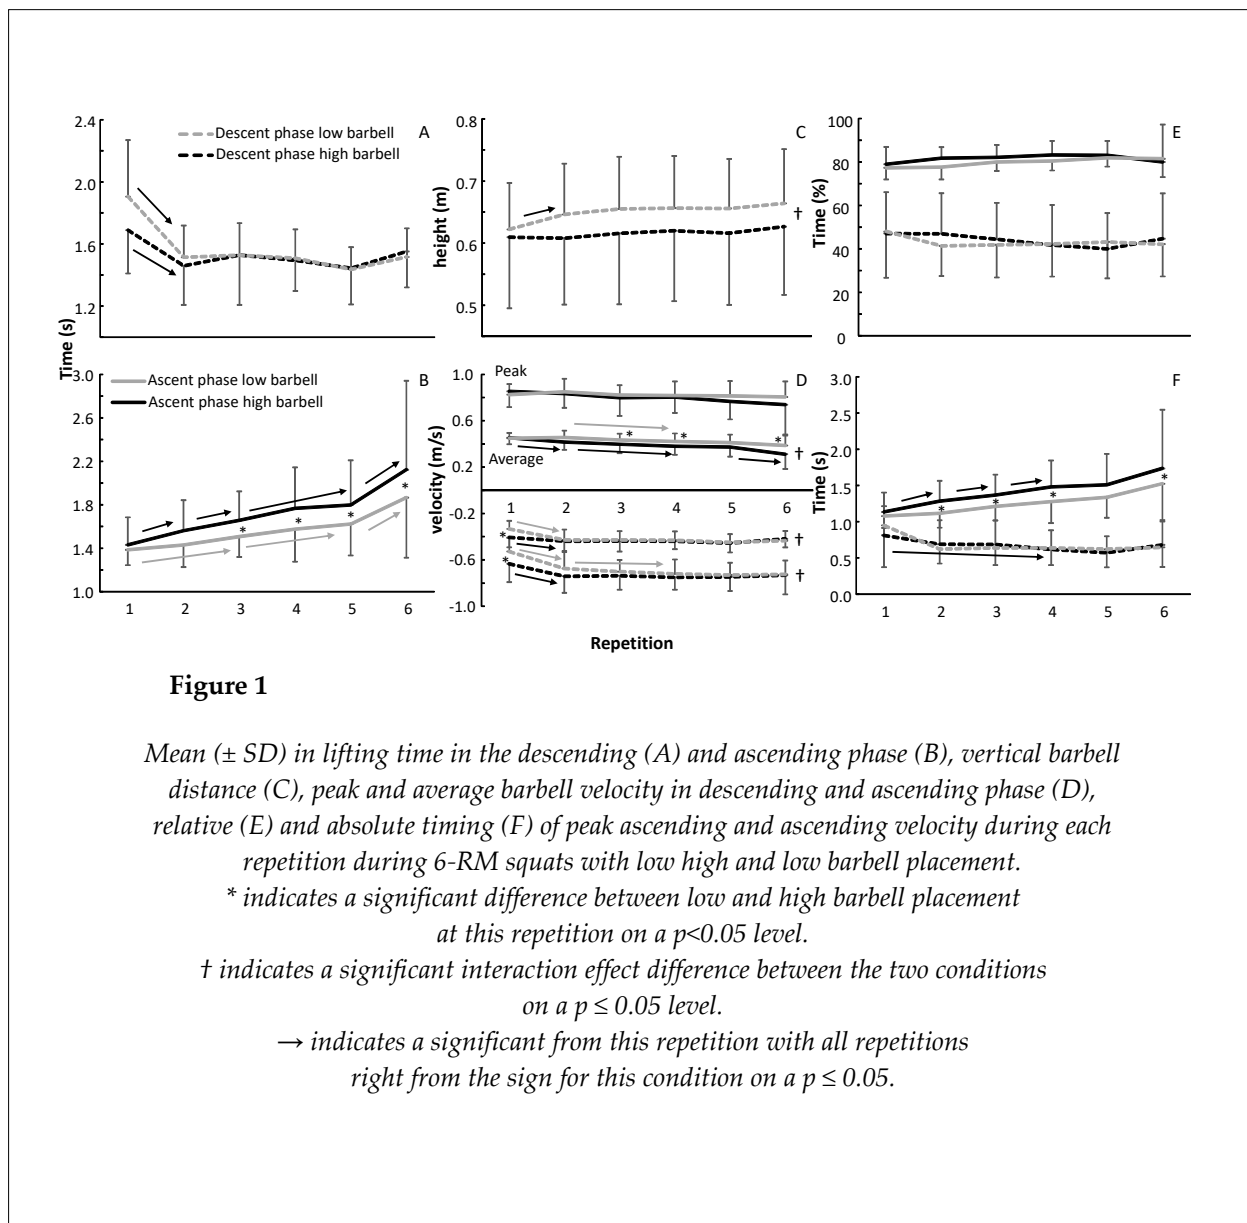 2.4
2.0
1.6
1.2
Descent phase low barbell
Descent phase high barbell
A
Time (s)
3.0
2.6
2.2
1.8
1.4
1.0
Ascent phase low barbell
Ascent phase high barbell
B
* * * *
1 2 3 4 5 6
0.8
0.7
0.6
0.5
height (m)
C
†
1.0
0.6
0.2
-0.2
-0.6
-1.0
velocity (m/s)
Peak
D
* * *
Average
†
1 2 3 4 5 6
*
†
*
†
Repetition
100
80
60
40
20
0
Time (%)
E
3.0
2.5
2.0
1.5
1.0
0.5
0.0
Time (s)
F
* * * *
1 2 3 4 5 6
Figure 1
Mean (± SD) in lifting time in the descending (A) and ascending phase (B), vertical barbell
distance (C), peak and average barbell velocity in descending and ascending phase (D),
relative (E) and absolute timing (F) of peak ascending and ascending velocity during each
repetition during 6-RM squats with low high and low barbell placement.
* indicates a significant difference between low and high barbell placement
at this repetition on a p<0.05 level.
† indicates a significant interaction effect difference between the two conditions
on a p ≤ 0.05 level.
→ indicates a significant from this repetition with all repetitions
right from the sign for this condition on a p ≤ 0.05.